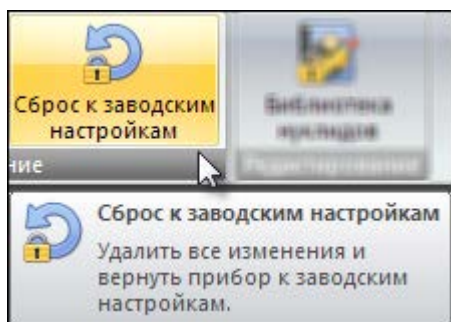 Сброс к заводским
настройкам
ние
Сброс к заводским настройкам
Удалить все изменения и
вернуть прибор к заводским
настройкам.